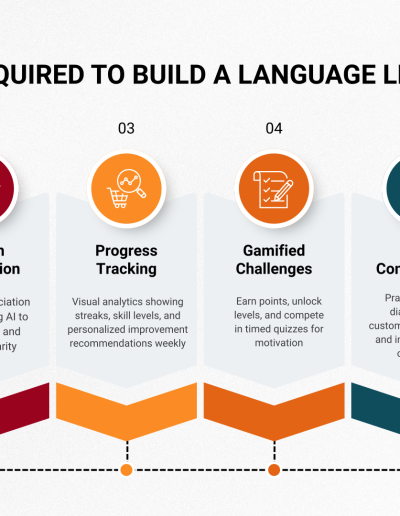 QUIRED TO BUILD A LANGUAGE LE
03
04
Progress
Tracking
Visual analytics showing
streaks, skill levels, and
personalized improvement
recommendations weekly
Gamified
Challenges
Earn points, unlock
levels, and compete
in timed quizzes for
motivation
ion
ciation
g AI to
and
arity
Con
Pra
dia
custom
and in